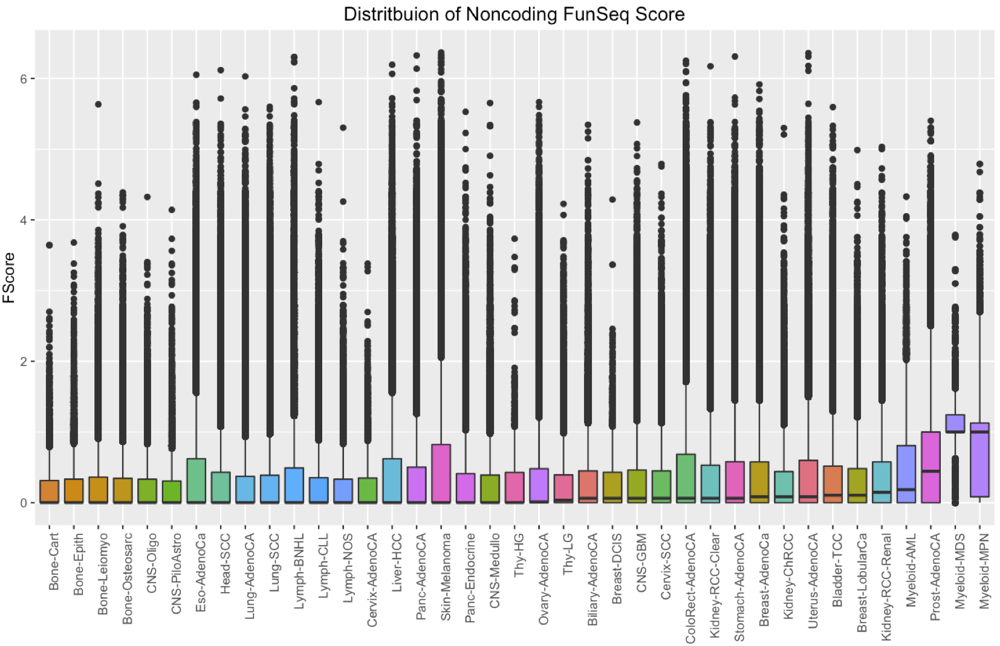 Distritbuion of Noncoding FunSeq Score
FScore
6
4
2
0
Bone-Cart
Bone-Epith
Bone-Leiomyo
Bone-Osteosarc
CNS-Oligo
CNS-PiloAstro
Eso-AdenoCa
Head-SCC
Lung-AdenoCA
Lung-SCC
Lymph-BNHL
Lymph-CLL
Lymph-NOS
Cervix-AdenoCA
Liver-HCC
Panc-AdenoCA
Skin-Melanoma
Panc-Endocrine
CNS-Medullo
Thy-HG
Ovary-AdenoCA
Thy-LG
Biliary-AdenoCA
Breast-DCIS
CNS-GBM
Cervix-SCC
ColoRect-AdenoCA
Kidney-RCC-Clear
Stomach-AdenoCA
Breast-AdenoCa
Kidney-ChRCC
Uterus-AdenoCA
Bladder-TCC
Breast-LobularCa
Kidney-RCC-Renal
Myeloid-AML
Prost-AdenoCA
Myeloid-MDS
Myeloid-MPN